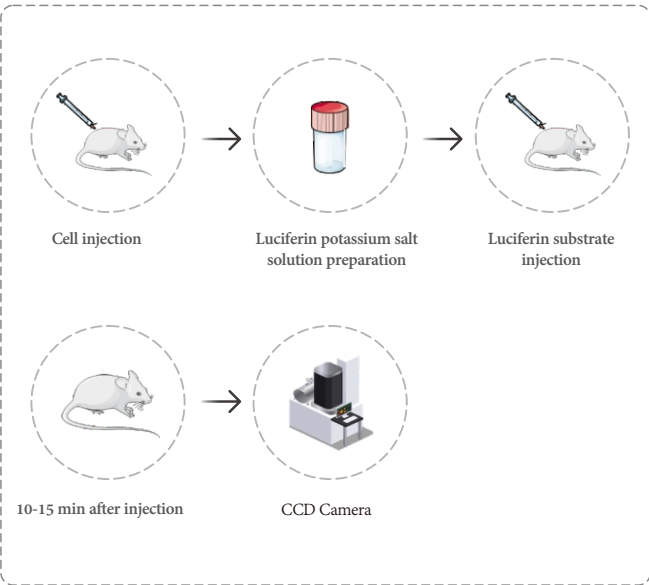 Cell injection
Luciferin potassium salt
solution preparation
Luciferin substrate
injection
10-15 min after injection
CCD Camera